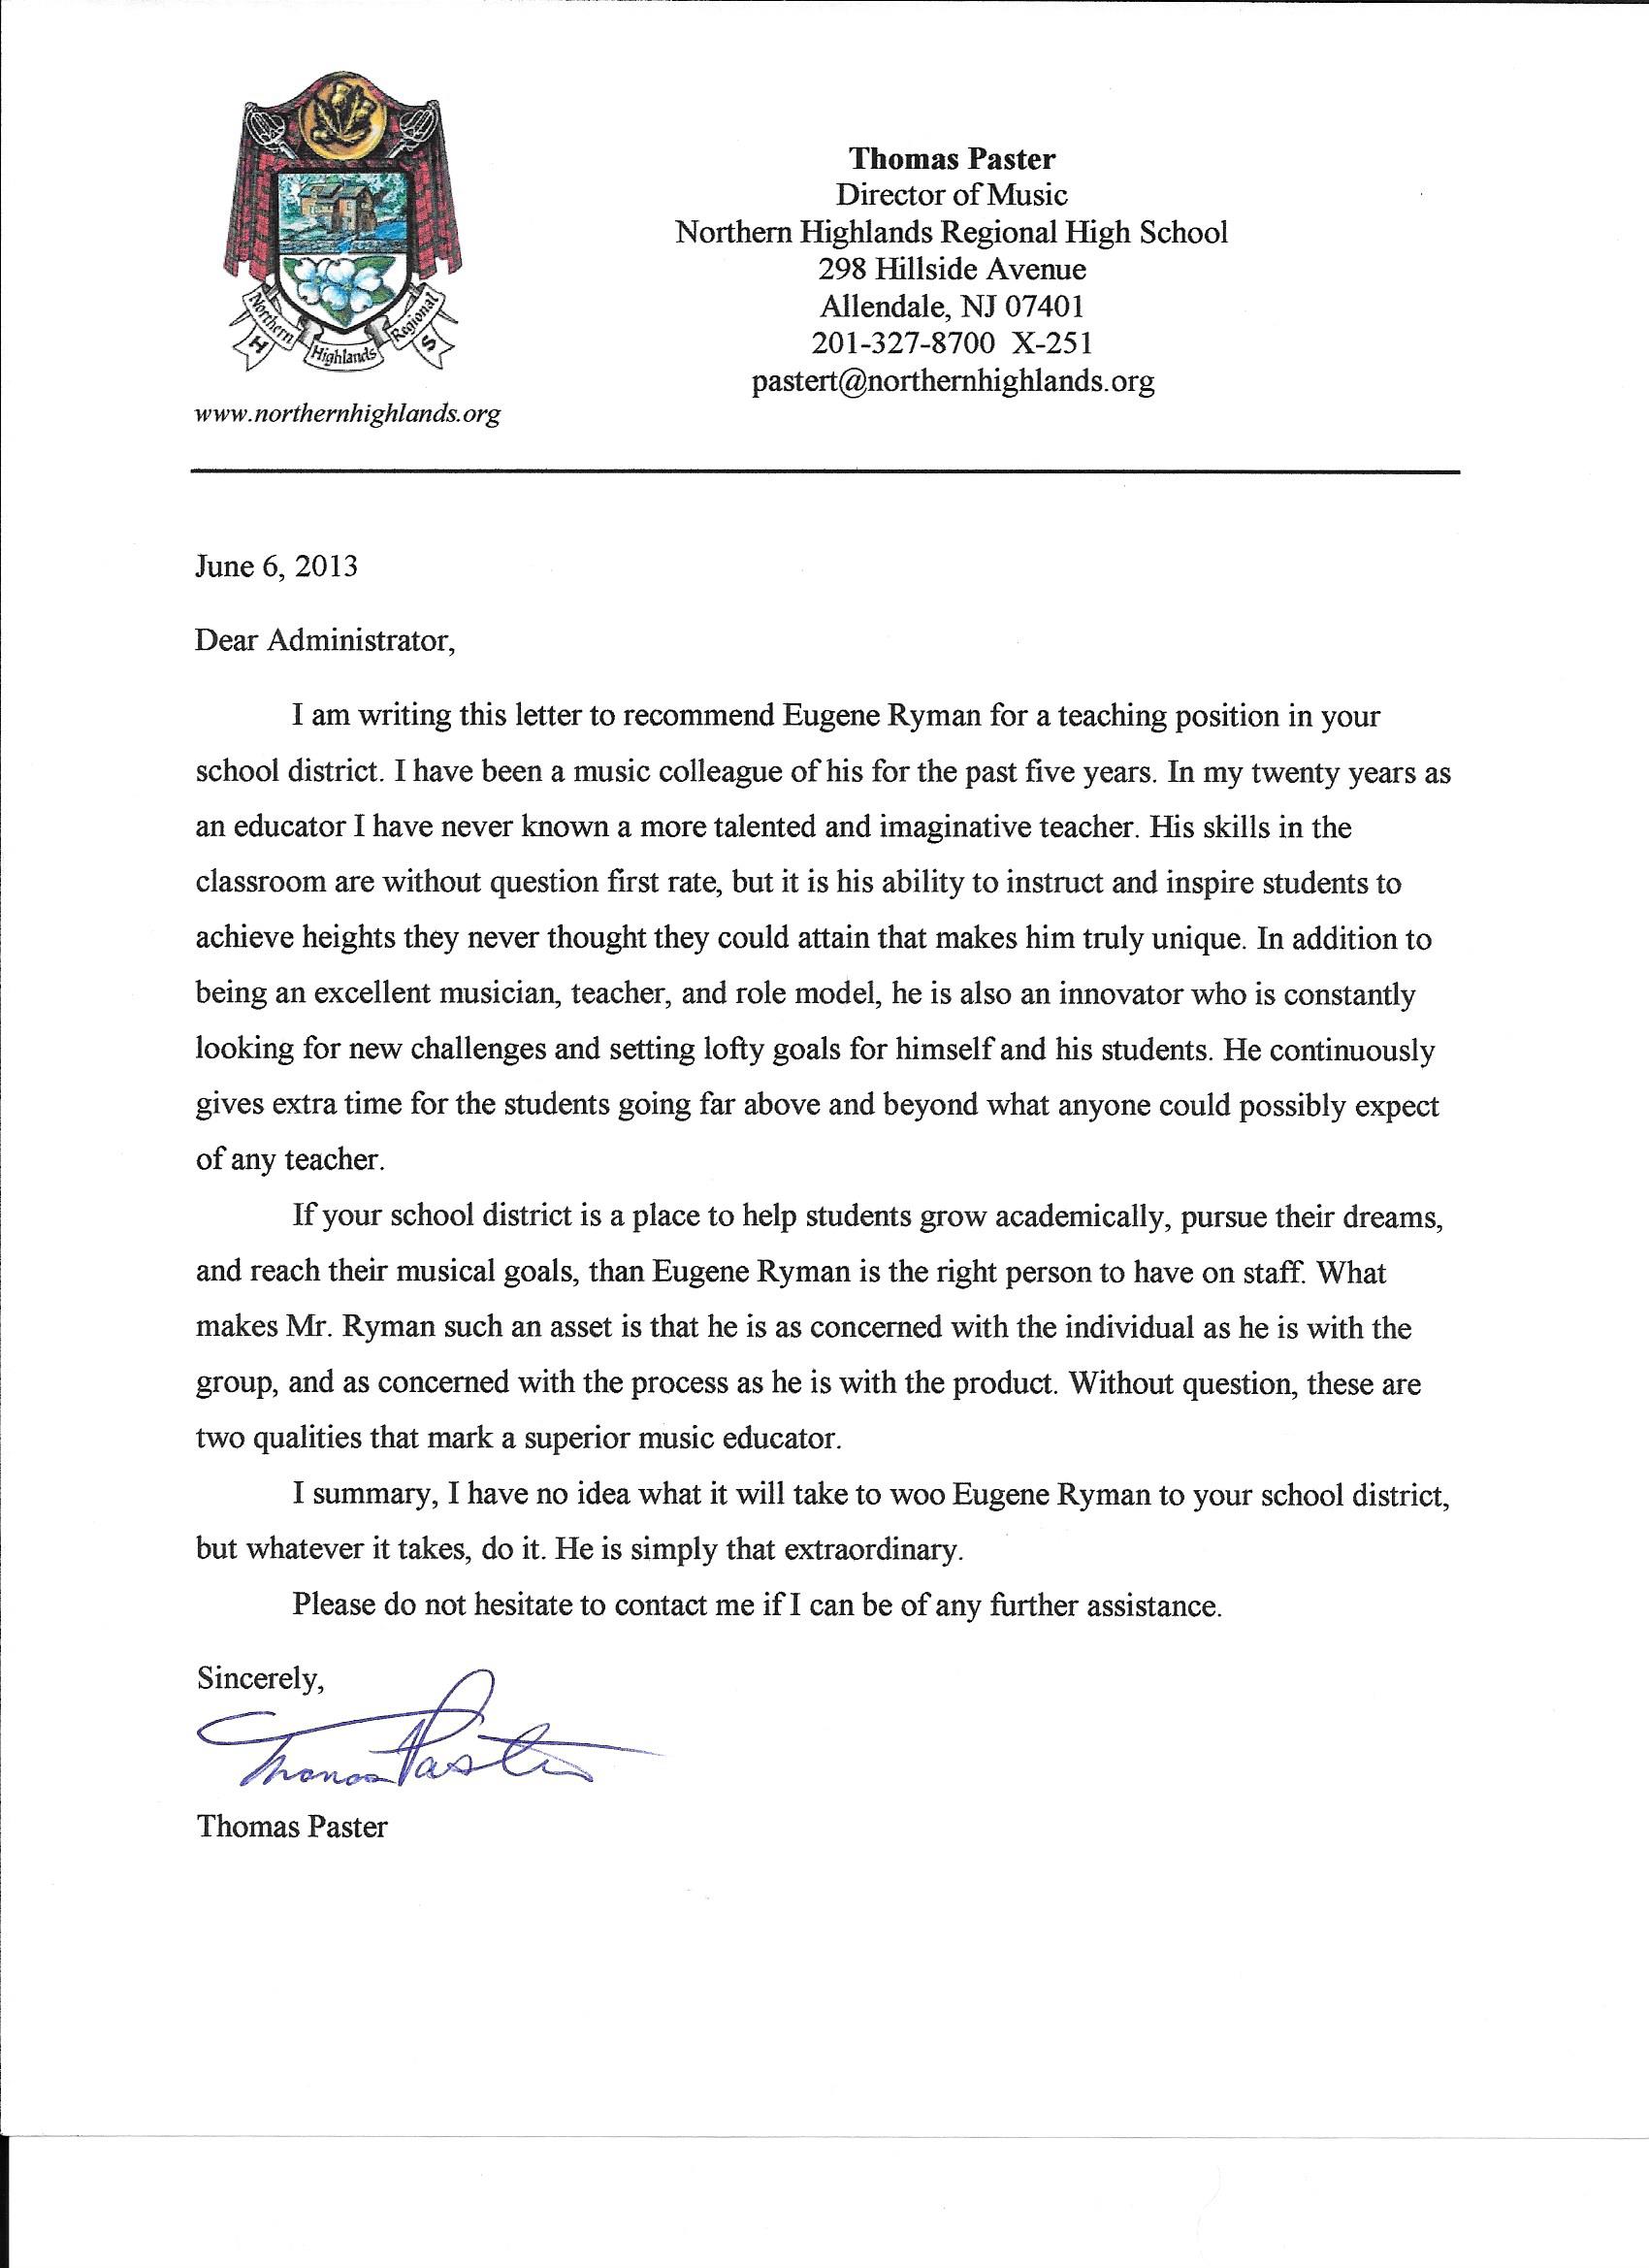 Thomas Paster
Director of Music
Northern Highlands Regional High School
298 Hillside Avenue
Allendale, NJ 07401
201-327-8700 X-251
pastert@northernhighlands.org
Northern Highlands Regional
H S
www.northernhighlands.org
June 6, 2013
Dear Administrator,
I am writing this letter to recommend Eugene Ryman for a teaching position in your
school district. I have been a music colleague of his for the past five years. In my twenty years as
an educator I have never known a more talented and imaginative teacher. His skills in the
classroom are without question first rate, but it is his ability to instruct and inspire students to
achieve heights they never thought they could attain that makes him truly unique. In addition to
being an excellent musician, teacher, and role model, he is also an innovator who is constantly
looking for new challenges and setting lofty goals for himself and his students. He continuously
gives extra time for the students going far above and beyond what anyone could possibly expect
of any teacher.
If your school district is a place to help students grow academically, pursue their dreams,
and reach their musical goals, than Eugene Ryman is the right person to have on staff. What
makes Mr. Ryman such an asset is that he is as concerned with the individual as he is with the
group, and as concerned with the process as he is with the product. Without question, these are
two qualities that mark a superior music educator.
I summary, I have no idea what it will take to woo Eugene Ryman to your school district,
but whatever it takes, do it. He is simply that extraordinary.
Please do not hesitate to contact me if I can be of any further assistance.
Sincerely,
Thomas Paster
Thomas Paster